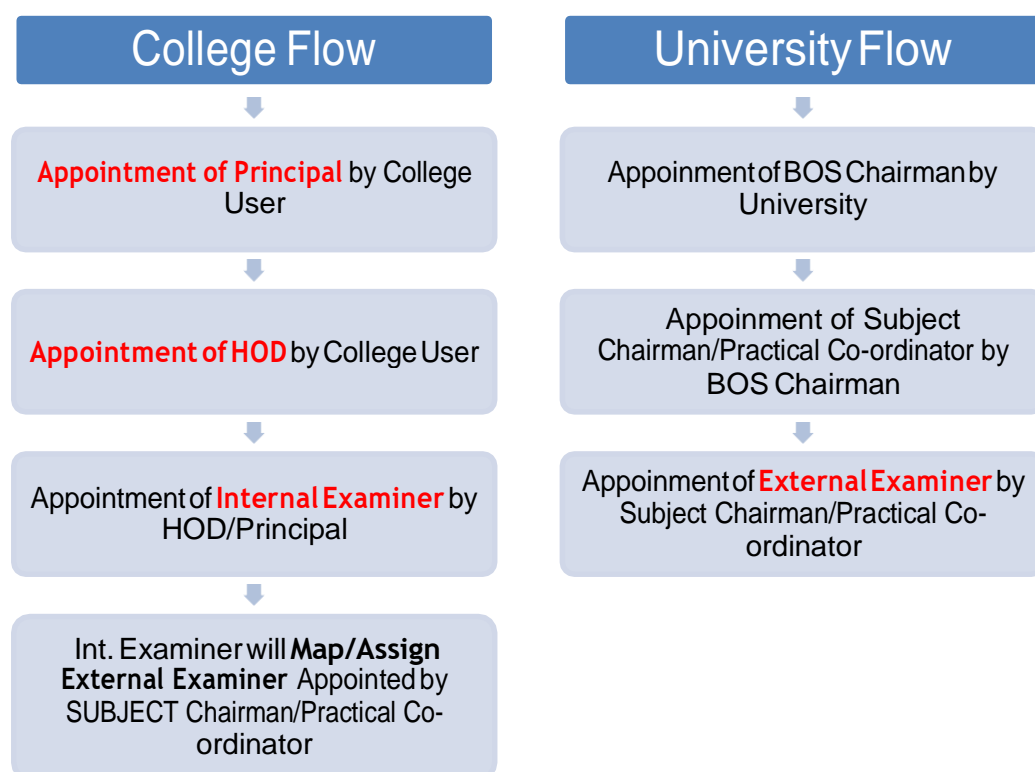 College Flow
Appointment of Principal by College
User
Appointment of HOD by College User
Appointment of Internal Examiner by
HOD/Principal
Int. Examiner will Map/Assign
External Examiner Appointed by
SUBJECT Chairman/Practical Co-
ordinator
University Flow
Appoinment of BOS Chairman by
University
Appoinment of Subject
Chairman/Practical Co-ordinator by
BOS Chairman
Appoinment of External Examiner by
Subject Chairman/Practical Co-
ordinator